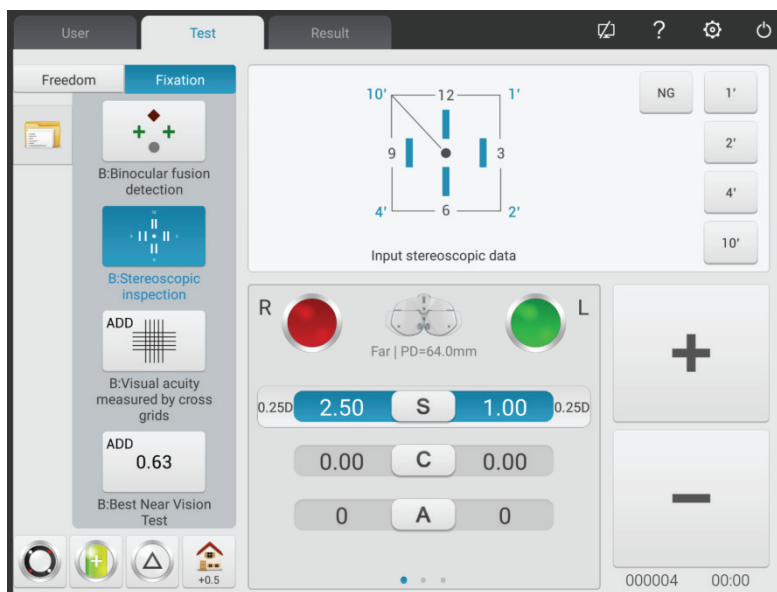 User
Test
Result
?
Freedom
Fixation
B:Binocular fusion
detection
B:Stereoscopic
inspection
ADD
B:Visual acuity
measured by cross
grids
ADD
0.63
B:Best Near Vision
Test
+0.5
10' 12 1'
9 3
4' 6 2'
Input stereoscopic data
NG 1'
2'
4'
10'
R L
Far | PD=64.0mm
0.25D 2.50 S 1.00 0.25D
0.00 C 0.00
0 A 0
+
−
000004 00:00